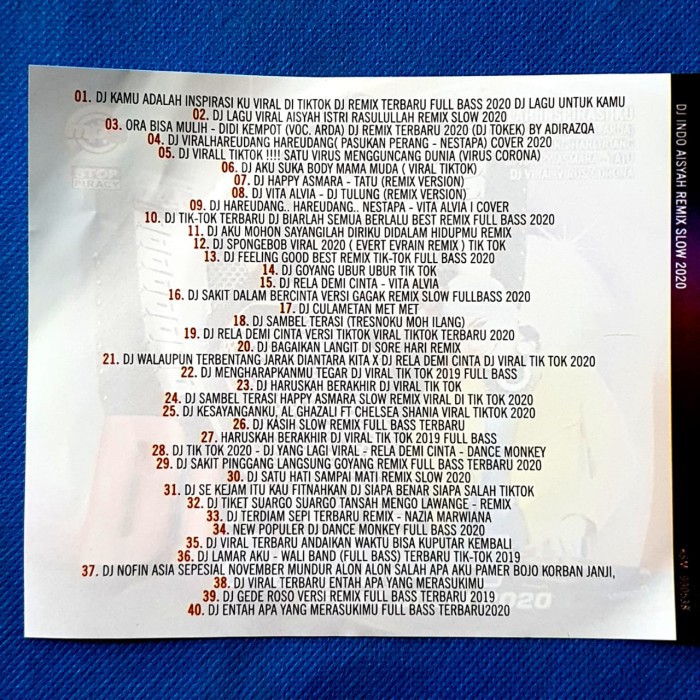 01. DJ KAMU ADALAH INSPIRASI KU VIRAL DI TIKTOK DJ REMIX TERBARU FULL BASS 2020 DJ LAGU UNTUK KAMU
02. DJ LAGU VIRAL AISYAH ISTRI RASULULLAH REMIX SLOW 2020
03. ORA BISA MULIH - DIDI KEMPOT (VOC. ARDA) DJ REMIX TERBARU 2020 (DJ TOKEK) BY ADIRAZQA
04. DJ VIRALHAREUDANG HAREUDANG( PASUKAN PERANG - NESTAPA) COVER 2020
05. DJ VIRALL TIKTOK !!!! SATU VIRUS MENGGUNCANG DUNIA (VIRUS CORONA)
06. DJ AKU SUKA BODY MAMA MUDA ( VIRAL TIKTOK)
07. DJ HAPPY ASMARA - TATU (REMIX VERSION)
08. DJ VITA ALVIA - DJ TULUNG (REMIX VERSION)
09. DJ HAREUDANG.. HAREUDANG.. NESTAPA - VITA ALVIA I COVER
10. DJ TIK-TOK TERBARU DJ BIARLAH SEMUA BERLALU BEST REMIX FULL BASS 2020
11. DJ AKU MOHON SAYANGILAH DIRIKU DIDALAM HIDUPMU REMIX
12. DJ SPONGEBOB VIRAL 2020 ( EVERT EVRAIN REMIX ) TIK TOK
13. DJ FEELING GOOD BEST REMIX TIK-TOK FULL BASS 2020
14. DJ GOYANG UBUR UBUR TIK TOK
15. DJ RELA DEMI CINTA - VITA ALVIA
16. DJ SAKIT DALAM BERCINTA VERSI GAGAK REMIX SLOW FULLBASS 2020
17. DJ CULAMETAN MET MET
18. DJ SAMBEL TERASI (TRESNOKU MOH ILANG)
19. DJ RELA DEMI CINTA VERSI TIKTOK VIRAL TIKTOK TERBARU 2020
20. DJ BAGAIKAN LANGIT DI SORE HARI REMIX
21. DJ WALAUPUN TERBENTANG JARAK DIANTARA KITA X DJ RELA DEMI CINTA DJ VIRAL TIK TOK 2020
22. DJ MENGHARAPKANMU TEGAR DJ VIRAL TIK TOK 2019 FULL BASS
23. DJ HARUSKAH BERAKHIR DJ VIRAL TIK TOK
24. DJ SAMBEL TERASI HAPPY ASMARA SLOW REMIX VIRAL DI TIK TOK 2020
25. DJ KESAYANGANKU, AL GHAZALI FT CHELSEA SHANIA VIRAL TIKTOK 2020
26. DJ KASIH SLOW REMIX FULL BASS TERBARU
27. HARUSKAH BERAKHIR DJ VIRAL TIK TOK 2019 FULL BASS
28. DJ TIK TOK 2020 - DJ YANG LAGI VIRAL - RELA DEMI CINTA - DANCE MONKEY
29. DJ SAKIT PINGGANG LANGSUNG GOYANG REMIX FULL BASS TERBARU 2020
30. DJ SATU HATI SAMPAI MATI REMIX SLOW 2020
31. DJ SE KEJAM ITU KAU FITNAHKAN DJ SIAPA BENAR SIAPA SALAH TIKTOK
32. DJ TIKET SUARGO SUARGO TANSAH MENGO LAWANGE - REMIX
33. DJ TERDIAM SEPI TERBARU REMIX - NAZIA MARWIANA
34. NEW POPULER DJ DANCE MONKEY FULL BASS 2020
35. DJ VIRAL TERBARU ANDAIKAN WAKTU BISA KUPUTAR KEMBALI
36. DJ LAMAR AKU - WALI BAND (FULL BASS) TERBARU TIK-TOK 2019
37. DJ NOFIN ASIA SEPESIAL NOVEMBER MUNDUR ALON ALON SALAH APA AKU PAMER BOJO KORBAN JANJI,
38. DJ VIRAL TERBARU ENTAH APA YANG MERASUKIMU
39. DJ GEDE ROSO VERSI REMIX FULL BASS TERBARU 2019
40. DJ ENTAH APA YANG MERASUKIMU FULL BASS TERBARU2020
DJ INDO AISYAH REMIX SLOW 2020
STOP
PIRACY
2020